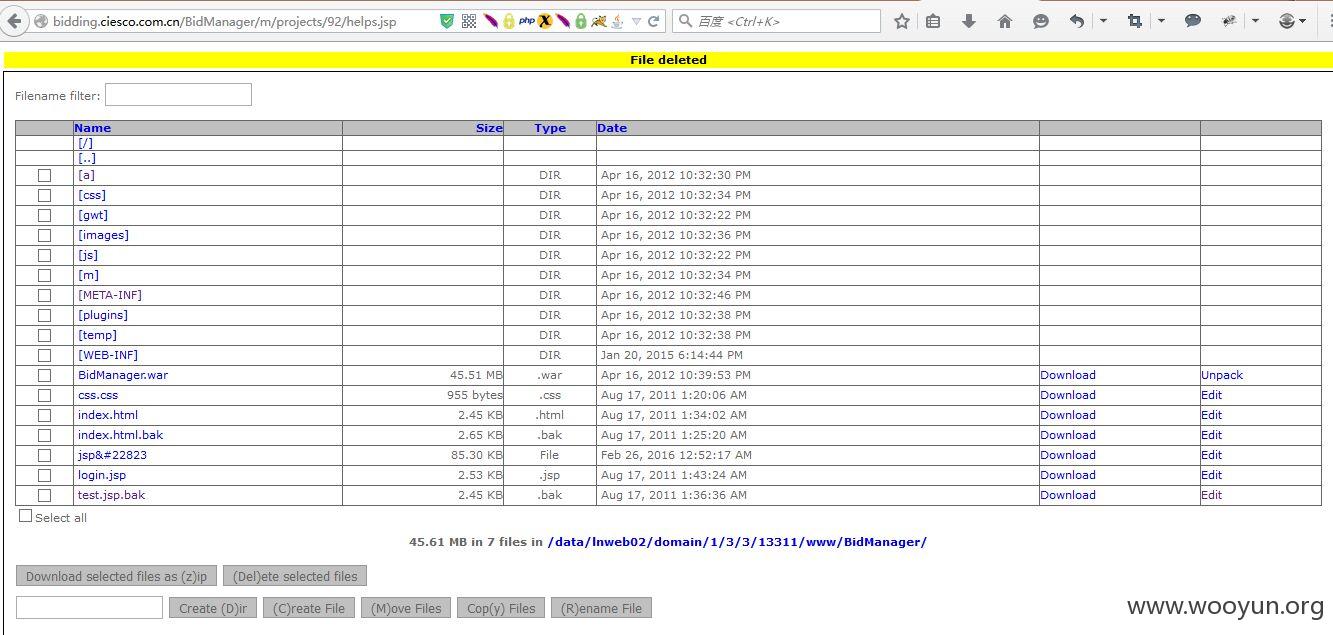 bidding.ciesco.com.cn/BidManager/m/projects/92/helps.jsp php 百度 <Ctrl+K>
File deleted
Filename filter:
Name Size Type Date
[/]
[..]
[a] DIR Apr 16, 2012 10:32:30 PM
[css] DIR Apr 16, 2012 10:32:34 PM
[gwt] DIR Apr 16, 2012 10:32:22 PM
[images] DIR Apr 16, 2012 10:32:36 PM
[js] DIR Apr 16, 2012 10:32:22 PM
[m] DIR Apr 16, 2012 10:32:34 PM
[META-INF] DIR Apr 16, 2012 10:32:46 PM
[plugins] DIR Apr 16, 2012 10:32:38 PM
[temp] DIR Apr 16, 2012 10:32:38 PM
[WEB-INF] DIR Jan 20, 2015 6:14:44 PM
BidManager.war 45.51 MB .war Apr 16, 2012 10:39:53 PM Download Unpack
css.css 955 bytes .css Aug 17, 2011 1:20:06 AM Download Edit
index.html 2.45 KB .html Aug 17, 2011 1:34:02 AM Download Edit
index.html.bak 2.65 KB .bak Aug 17, 2011 1:25:20 AM Download Edit
jsp&#22823 85.30 KB File Feb 26, 2016 12:52:17 AM Download Edit
login.jsp 2.53 KB .jsp Aug 17, 2011 1:43:24 AM Download Edit
test.jsp.bak 2.45 KB .bak Aug 17, 2011 1:36:36 AM Download Edit
Select all
45.61 MB in 7 files in /data/lnweb02/domain/1/3/3/13311/www/BidManager/
Download selected files as (z)ip (Del)ete selected files
Create (D)ir (C)reate File (M)ove Files Cop(y) Files (R)ename File
www.wooyun.org